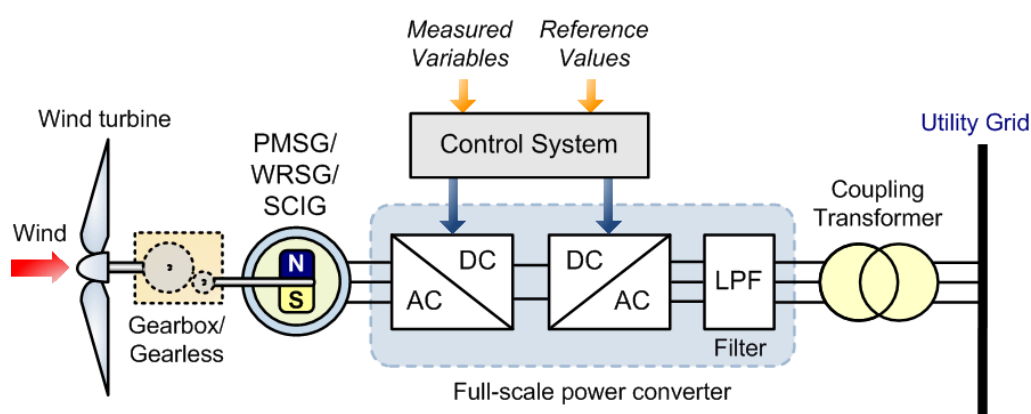 Measured
Variables
Reference
Values
Wind turbine
Control System
Utility Grid
PMSG/
WRSG/
SCIG
Coupling
Transformer
Wind
N
S
DC
AC
DC
AC
LPF
Gearbox/
Gearless
Filter
Full-scale power converter